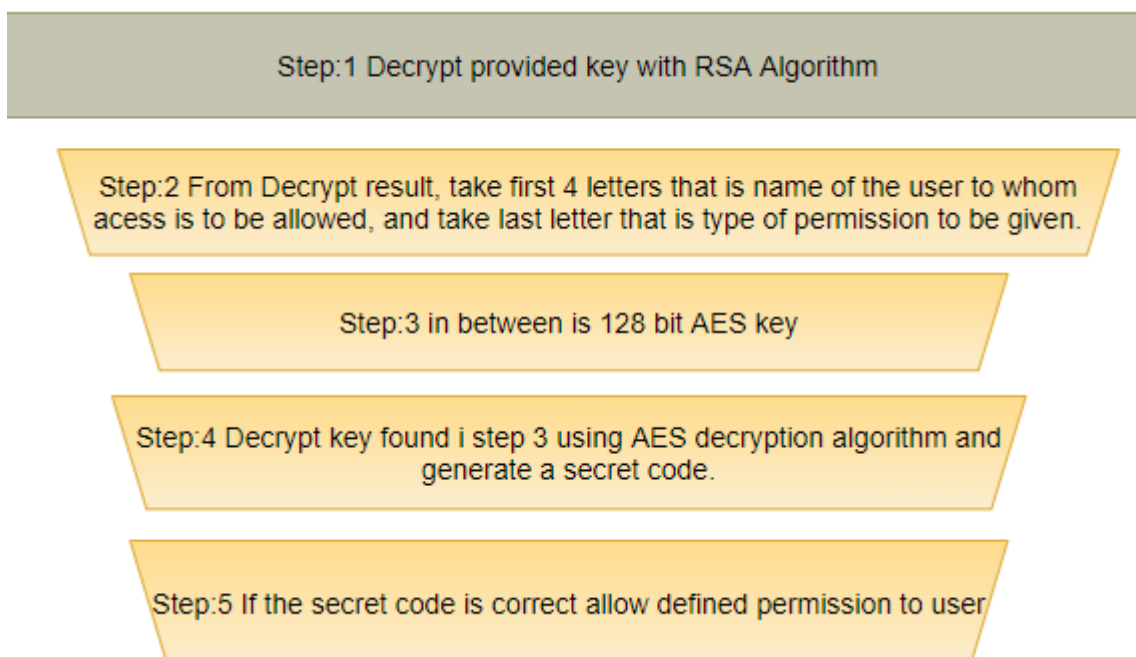 Step:1 Decrypt provided key with RSA Algorithm
Step:2 From Decrypt result, take first 4 letters that is name of the user to whom
acess is to be allowed, and take last letter that is type of permission to be given.
Step:3 in between is 128 bit AES key
Step:4 Decrypt key found i step 3 using AES decryption algorithm and
generate a secret code.
Step:5 If the secret code is correct allow defined permission to user